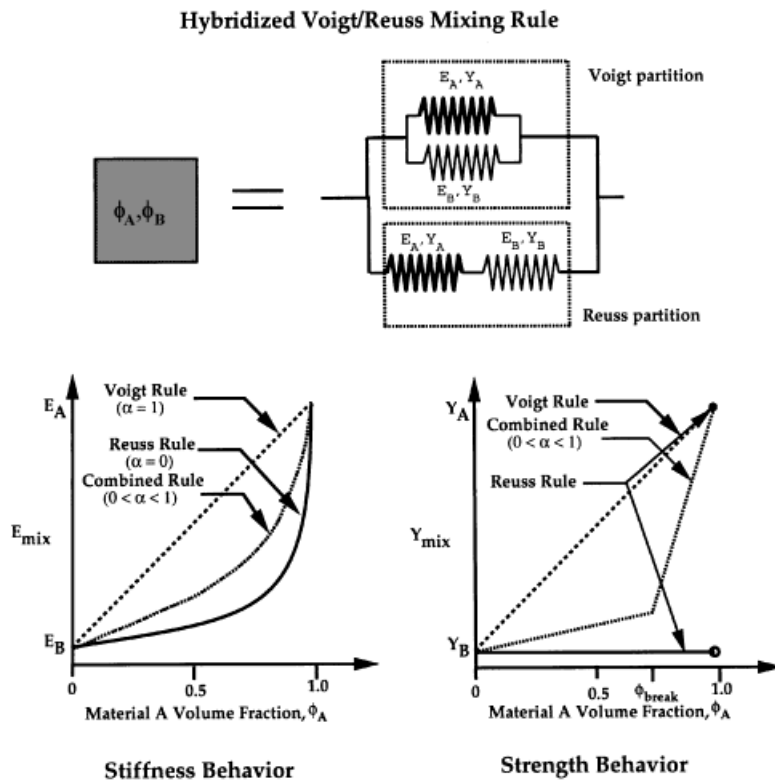 Hybridized Voigt/Reuss Mixing Rule
E_A, Y_A
Voigt partition
E_B, Y_B
ϕ_A,ϕ_B
E_A, Y_A
E_B, Y_B
Reuss partition
E_A
Voigt Rule
(α = 1)
Reuss Rule
(α=0)
Combined Rule
(0 < α < 1)
E_mix
E_B
0
0.5
1.0
Material A Volume Fraction, ϕ_A
Stiffness Behavior
Y_A
Voigt Rule
Combined Rule
(0 < α < 1)
Reuss Rule
Y_mix
Y_B
0
0.5
ϕ_break
1.0
Material A Volume Fraction, ϕ_A
Strength Behavior